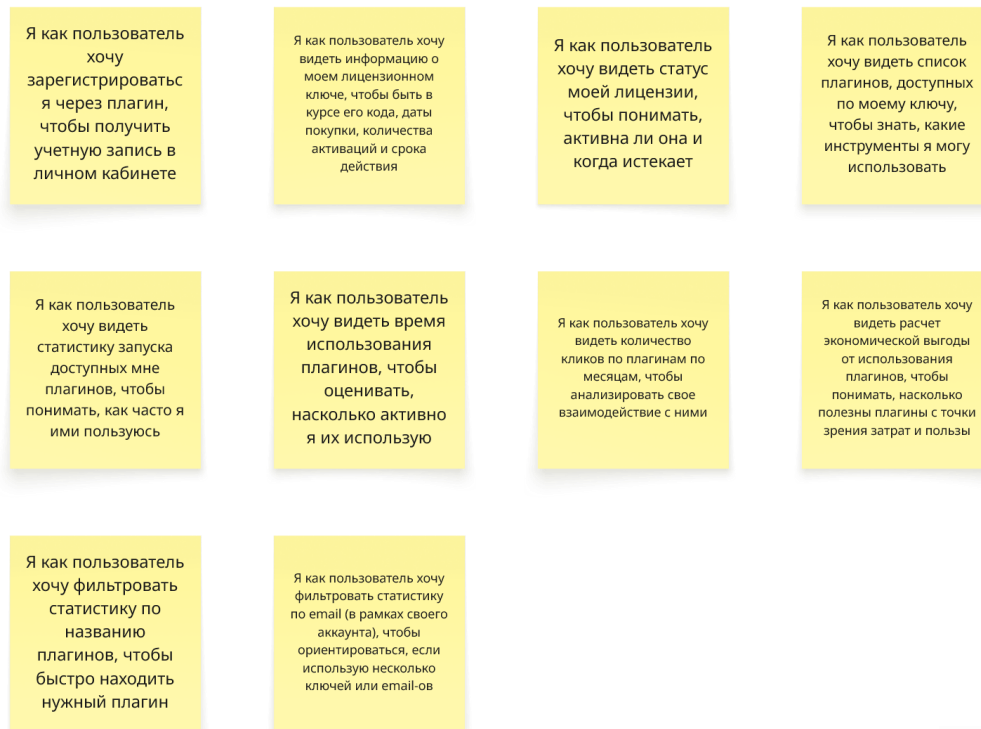 Я как пользователь
хочу
зарегистрироватьс
я через плагин,
чтобы получить
учетную запись в
личном кабинете
Я как пользователь хочу
видеть информацию о
моем лицензионном
ключе, чтобы быть в
курсе его кода, даты
покупки, количества
активаций и срока
действия
Я как пользователь
хочу видеть статус
моей лицензии,
чтобы понимать,
активна ли она и
когда истекает
Я как пользователь
хочу видеть список
плагинов, доступных
по моему ключу,
чтобы знать, какие
инструменты я могу
использовать
Я как пользователь
хочу видеть
статистику запуска
доступных мне
плагинов, чтобы
понимать, как часто я
ими пользуюсь
Я как пользователь
хочу видеть время
использования
плагинов, чтобы
оценивать,
насколько активно
я их использую
Я как пользователь хочу
видеть количество
кликов по плагинам по
месяцам, чтобы
анализировать свое
взаимодействие с ними
Я как пользователь хочу
видеть расчет
экономической выгоды
от использования
плагинов, чтобы
понимать, насколько
полезны плагины с точки
зрения затрат и пользы
Я как пользователь
хочу фильтровать
статистику по
названию
плагинов, чтобы
быстро находить
нужный плагин
Я как пользователь хочу
фильтровать статистику
по email (в рамках своего
аккаунта), чтобы
ориентироваться, если
использую несколько
ключей или email-ов